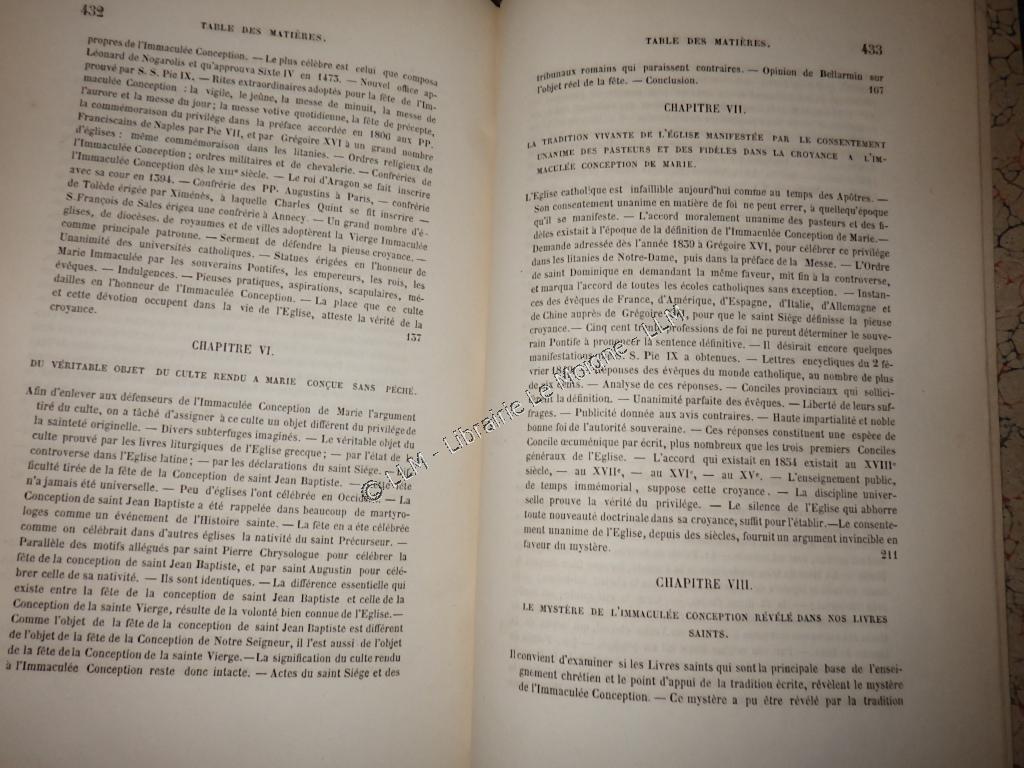 432
TABLE DES MATIÈRES.
propres de l'Immaculée Conception. — Le plus célèbre est celui que composa
Léonard de Nogarolis et qu'approuva Sixte IV en 1473. — Nouvel office ap-
prouvé par S. S. Pie IX. — Rites extraordinaires adoptés pour la fête de l'Im-
maculée Conception : la vigile, le jeûne, la messe de minuit, la messe de
l'aurore et la messe du jour; la messe votive quotidienne, la fête de précepte,
la commémoraison du privilége dans la préface accordée en 1806 aux PP.
Franciscains de Naples par Pie VII, et par Grégoire XVI à un grand nombre
d'églises : même commémoraison dans les litanies. — Ordres religieux de
l'Immaculée Conception ; ordres militaires et de chevalerie. — Confréries de
l'Immaculée Conception dès le XIIIe siècle. — Le roi d'Aragon se fait inscrire
avec sa cour en 1394. — Confrérie des PP. Augustins à Paris, — confrérie
de Tolède érigée par Ximénès, à laquelle Charles Quint se fit inscrire —
S. François de Sales érigea une confrérie à Annecy. — Un grand nombre d'é-
glises, de diocèses, de royaumes et de villes adoptèrent la Vierge Immaculée
comme principale patronne. — Serment de défendre la pieuse croyance. —
Unanimité des universités catholiques. — Statues érigées en l'honneur de
Marie Immaculée par les souverains Pontifes, les empereurs, les rois, les
évêques. — Indulgences. — Pieuses pratiques, aspirations, scapulaires, mé-
dailles en l'honneur de l'Immaculée Conception. — La place que ce culte
et cette dévotion occupent dans la vie de l'Eglise, atteste la vérité de la
croyance. 137
CHAPITRE VI.
DU VÉRITABLE OBJET DU CULTE RENDU A MARIE CONÇUE SANS PÉCHÉ.
Afin d'enlever aux défenseurs de l'Immaculée Conception de Marie l'argument
tiré du culte, on a tâché d'assigner à ce culte un objet différent du privilége de
la sainteté originelle. — Divers subterfuges imaginés. — Le véritable objet du
culte prouvé par les livres liturgiques de l'Eglise grecque; — par l'état de la
controverse dans l'Eglise latine; — par les déclarations du saint Siége.
ficulté tirée de la fête de la Conception de saint Jean Baptiste. — fête
n'a jamais été universelle. — Peu d'églises l'ont célébrée en — La
Conception de saint Jean Baptiste a été rappelée dans beaucoup de martyro-
loges comme un événement de l'Histoire sainte. — La fête en a été célébrée
comme on célébrait dans d'autres églises la nativité du saint Précurseur. —
Parallèle des motifs allégués par saint Pierre Chrysologue pour célébrer la
fête de la conception de saint Jean Baptiste, et par saint Augustin pour célé-
brer celle de sa nativité. — Ils sont identiques. — La différence essentielle qui
existe entre la fête de la conception de saint Jean Baptiste et celle de la
Conception de la sainte Vierge, résulte de la volonté bien connue de l'Eglise.—
Comme l'objet de la fête de la conception de saint Jean Baptiste est différent
de l'objet de la fête de la Conception de Notre Seigneur, il l'est aussi de l'objet
de la fête de la Conception de la sainte Vierge.—La signification du culte rendu
à l'Immaculée Conception reste donc intacte. — Actes du saint Siége et des
TABLE DES MATIÈRES. 433
tribunaux romains qui paraissent contraires. — Opinion de Bellarmin sur
l'objet réel de la fête. — Conclusion. 167
CHAPITRE VII.
LA TRADITION VIVANTE DE L'ÉGLISE MANIFESTÉE PAR LE CONSENTEMENT
UNANIME DES PASTEURS ET DES FIDÈLES DANS LA CROYANCE A L'IM-
MACULÉE CONCEPTION DE MARIE.
L'Eglise catholique est infaillible aujourd'hui comme au temps des Apôtres. —
Son consentement unanime en matière de foi ne peut errer, à quelqu'époque
qu'il se manifeste. — L'accord moralement unanime des pasteurs et des fi-
dèles existait à l'époque de la définition de l'Immaculée Conception de Marie.—
Demande adressée dès l'année 1839 à Grégoire XVI, pour célébrer ce privilége
dans les litanies de Notre-Dame, puis dans la préface de la Messe. — L'Ordre
de saint Dominique en demandant la même faveur, mit fin à la controverse,
et marqua l'accord de toutes les écoles catholiques sans exception. — Instan-
ces des évêques de France, d'Amérique, d'Espagne, d'Italie, d'Allemagne et
de Chine auprès de Grégoire XVI, pour que le saint Siége définisse la pieuse
croyance.— Cinq cent trente professions de foi ne purent déterminer le souve-
rain Pontife à prononcer la sentence définitive. — Il désirait encore quelques
manifestations S. Pie IX a obtenues. — Lettres encycliques du 2 fé-
vrier — Réponses des évêques du monde catholique, au nombre de plus
de — Analyse de ces réponses. — Conciles provinciaux qui sollici-
tent la définition. — Unanimité parfaite des évêques. — Liberté de leurs suf-
frages. — Publicité donnée aux avis contraires. — Haute impartialité et noble
bonne foi de l'autorité souveraine. — Ces réponses constituent une espèce de
Concile œcuménique par écrit, plus nombreux que les trois premiers Conciles
généraux de l'Eglise. — L'accord qui existait en 1854 existait au XVIIIe
siècle, — au XVIIe, — au XVIe, — au XVe. — L'enseignement public,
de temps immémorial, suppose cette croyance. — La discipline univer-
selle prouve la vérité du privilége. — Le silence de l'Eglise qui abhorre
toute nouveauté doctrinale dans sa croyance, suffit pour l'établir.—Le consente-
ment unanime de l'Eglise, depuis des siècles, fournit un argument invincible en
faveur du mystère. 211
CHAPITRE VIII.
LE MYSTÈRE DE L'IMMACULÉE CONCEPTION RÉVÉLÉ DANS NOS LIVRES
SAINTS.
Il convient d'examiner si les Livres saints qui sont la principale base de l'ensei-
gnement chrétien et le point d'appui de la tradition écrite, révèlent le mystère
de l'Immaculée Conception. — Ce mystère a pu être révélé par la tradition
© LLM - Librairie Le Moigne - LLM